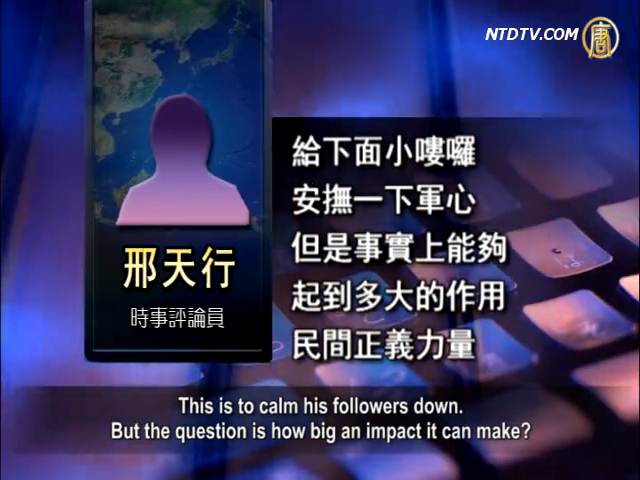 NTDTV.COM
唐
給下面小嘍囉
安撫一下軍心
但是事實上能夠
起到多大的作用
民間正義力量
邢天行
時事評論員
This is to calm his followers down.
But the question is how big an impact it can make?